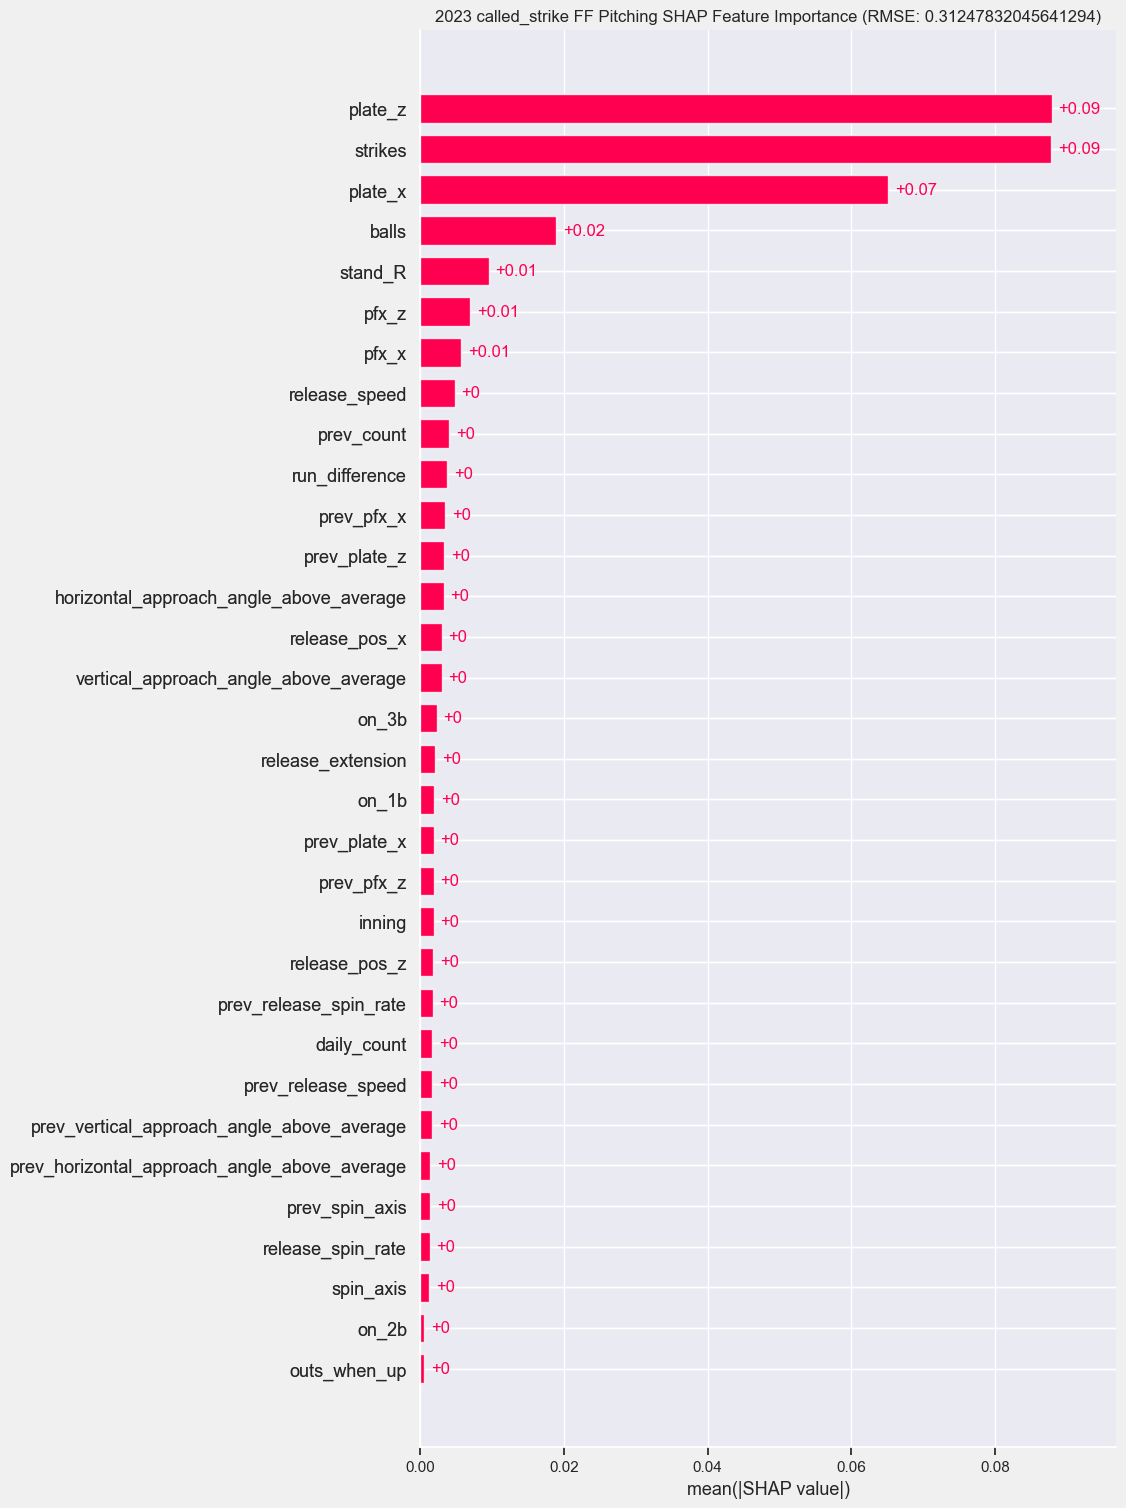 2023 called_strike FF Pitching SHAP Feature Importance (RMSE: 0.31247832045641294)
plate_z +0.09
strikes +0.09
plate_x +0.07
balls +0.02
stand_R +0.01
pfx_z +0.01
pfx_x +0.01
release_speed +0
prev_count +0
run_difference +0
prev_pfx_x +0
prev_plate_z +0
horizontal_approach_angle_above_average +0
release_pos_x +0
vertical_approach_angle_above_average +0
on_3b +0
release_extension +0
on_1b +0
prev_plate_x +0
prev_pfx_z +0
inning +0
release_pos_z +0
prev_release_spin_rate +0
daily_count +0
prev_release_speed +0
prev_vertical_approach_angle_above_average +0
prev_horizontal_approach_angle_above_average +0
prev_spin_axis +0
release_spin_rate +0
spin_axis +0
on_2b +0
outs_when_up +0
0.00 0.02 0.04 0.06 0.08
mean(|SHAP value|)